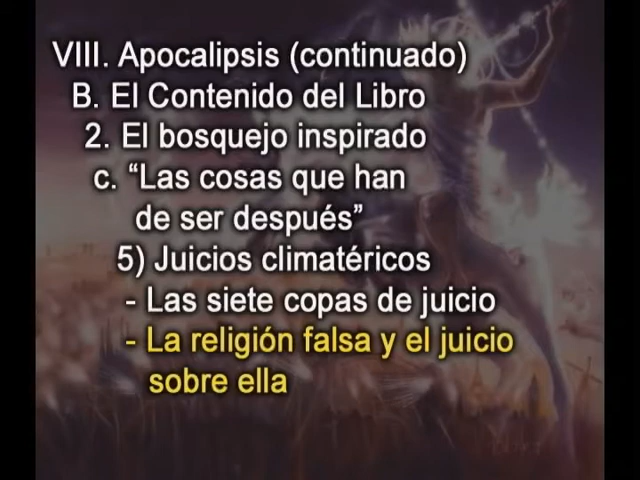 VIII. Apocalipsis (continuado)
B. El Contenido del Libro
2. El bosquejo inspirado
c. “Las cosas que han
de ser después”
5) Juicios climatéricos
- Las siete copas de juicio
- La religión falsa y el juicio
sobre ella